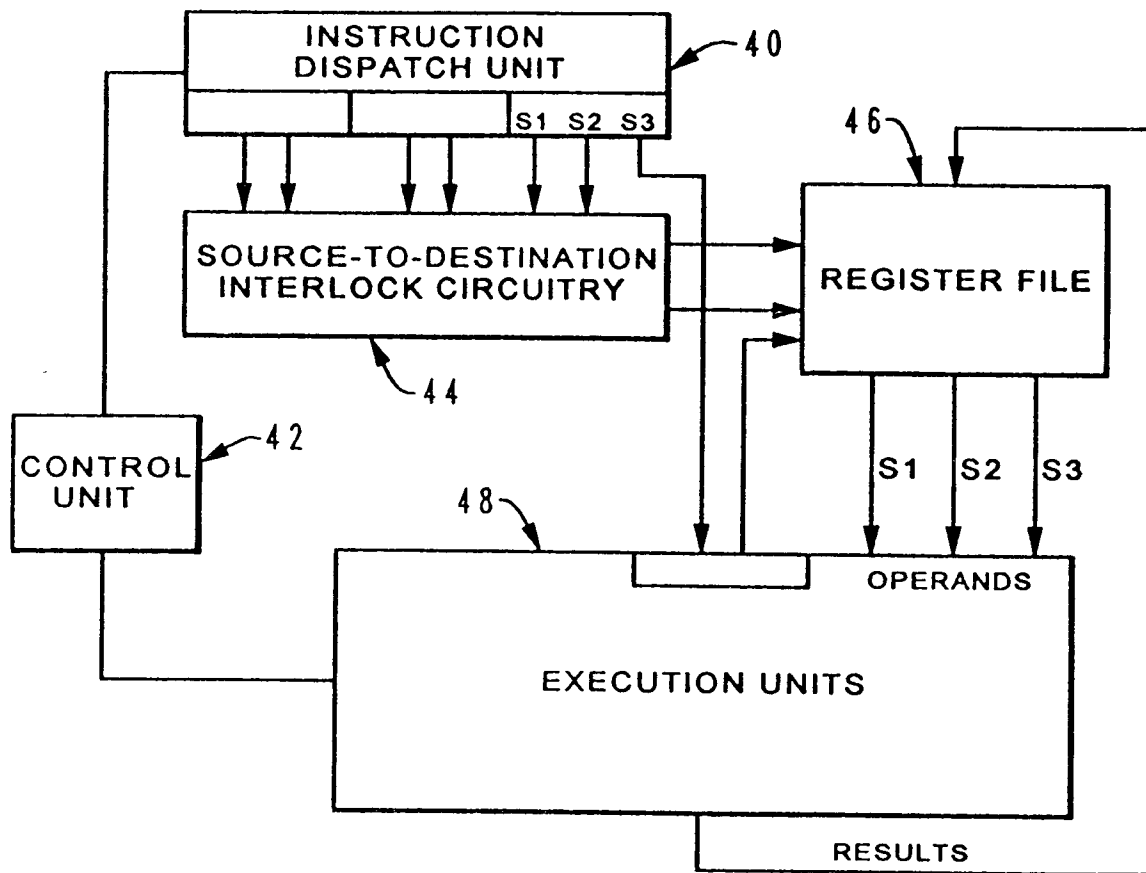 INSTRUCTION
DISPATCH UNIT
40
S1 S2 S3
46
SOURCE-TO-DESTINATION
INTERLOCK CIRCUITRY
REGISTER FILE
44
42
CONTROL
UNIT
S1 S2 S3
48
OPERANDS
EXECUTION UNITS
RESULTS